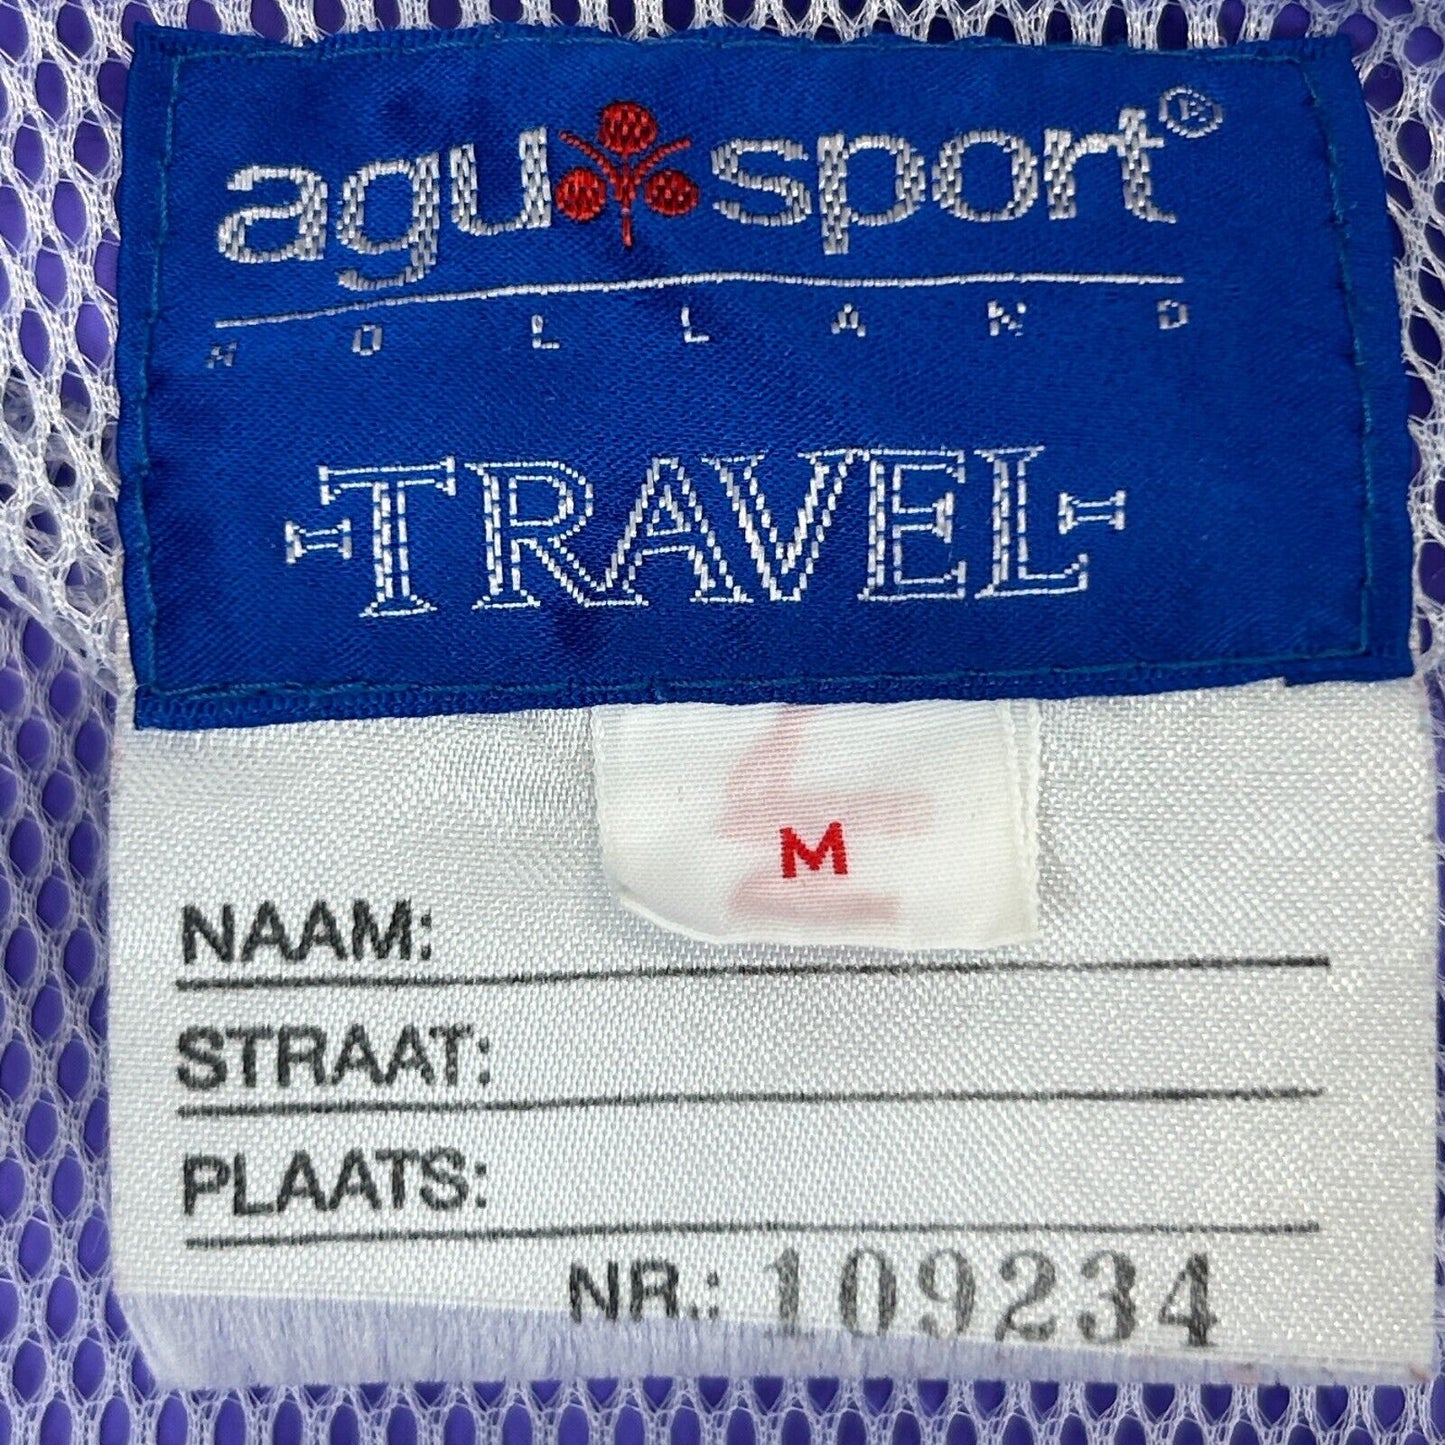 agu sport®
HOLLAND
TRAVEL
M
NAAM:
STRAAT:
PLAATS:
NR.: 109234